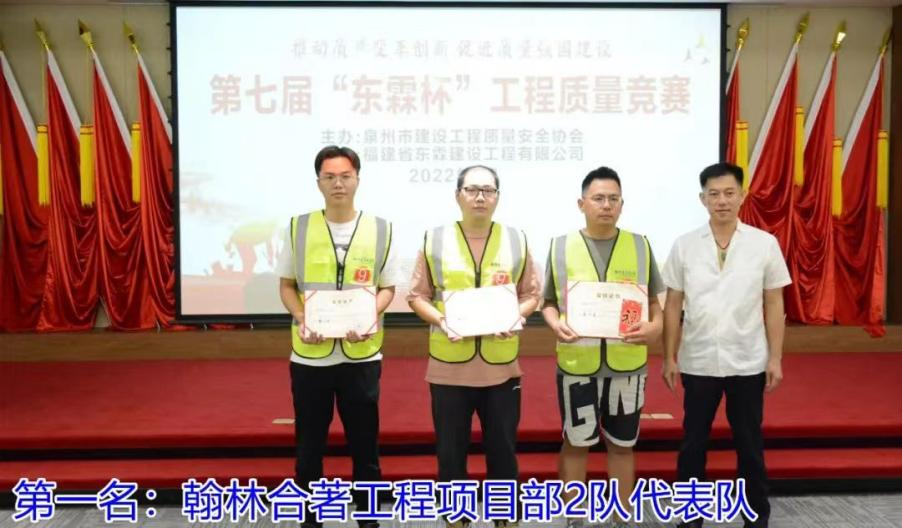 推动质量变革创新 促进质量强国建设
第七届“东霖杯”工程质量竞赛
主办:泉州市建设工程质量安全协会
福建省东霖建设工程有限公司
2022
9
9
福
第一名：翰林合著工程项目部2队代表队